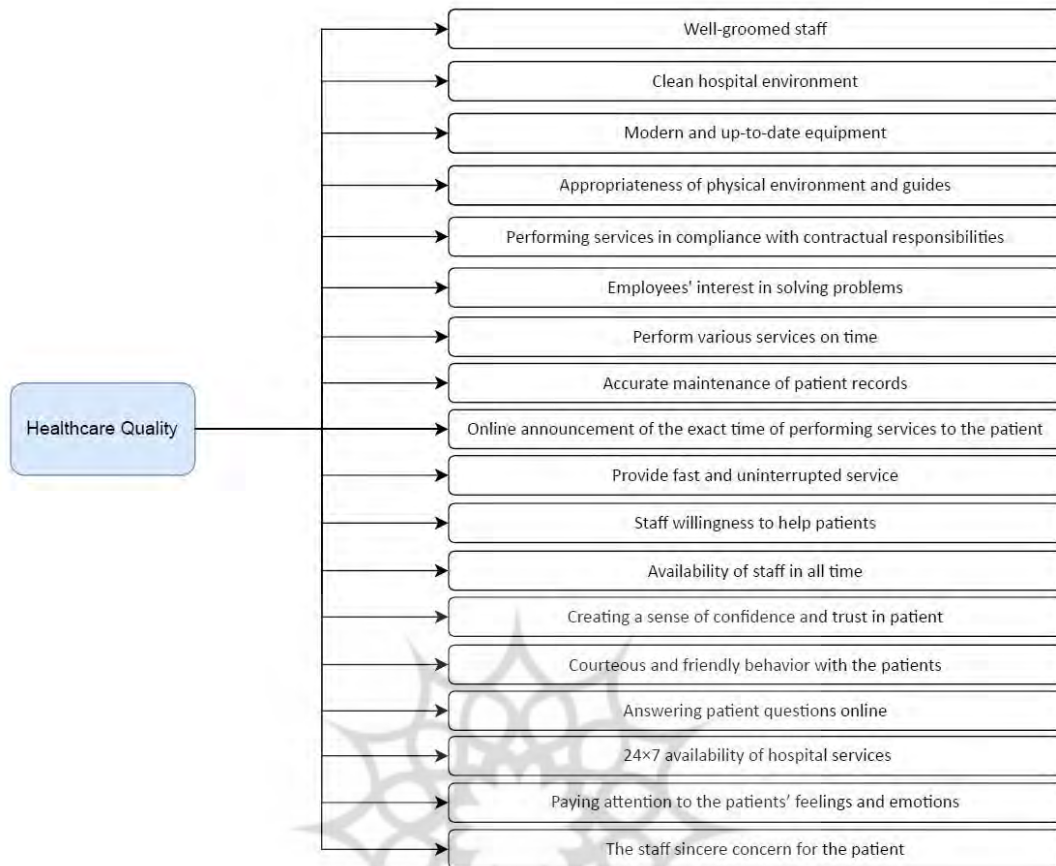 Well-groomed staff
Clean hospital environment
Modern and up-to-date equipment
Appropriateness of physical environment and guides
Performing services in compliance with contractual responsibilities
Employees' interest in solving problems
Perform various services on time
Accurate maintenance of patient records
Healthcare Quality
Online announcement of the exact time of performing services to the patient
Provide fast and uninterrupted service
Staff willingness to help patients
Availability of staff in all time
Creating a sense of confidence and trust in patient
Courteous and friendly behavior with the patients
Answering patient questions online
24×7 availability of hospital services
Paying attention to the patients’ feelings and emotions
The staff sincere concern for the patient